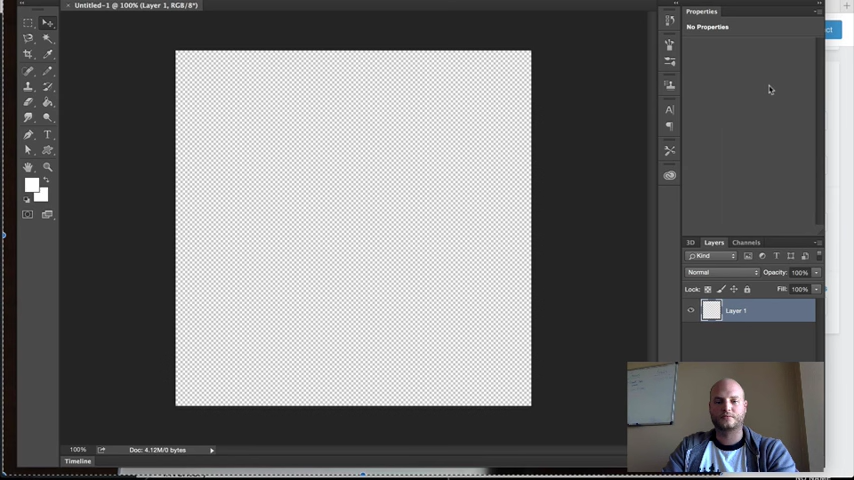 Untitled-1 @ 100% (Layer 1, RGB/8*)
Properties
No Properties
3D Layers Channels
Kind
Normal Opacity: 100%
Lock: Fill: 100%
Layer 1
100% Doc: 4.12M/0 bytes
Timeline